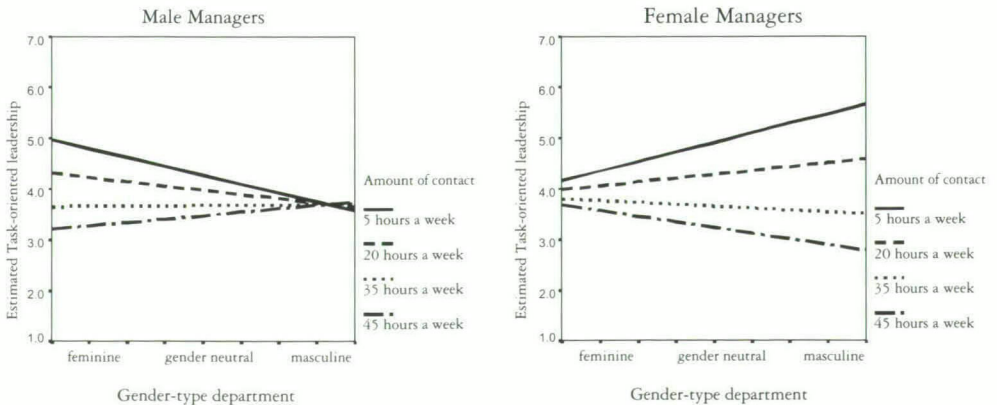 Male Managers
Estimated Task-oriented leadership
7.0
6.0
5.0
4.0
3.0
2.0
1.0
feminine gender neutral masculine
Gender-type department
Amount of contact
5 hours a week
20 hours a week
35 hours a week
45 hours a week
Female Managers
Estimated Task-oriented leadership
7.0
6.0
5.0
4.0
3.0
2.0
1.0
feminine gender neutral masculine
Gender-type department
Amount of contact
5 hours a week
20 hours a week
35 hours a week
45 hours a week